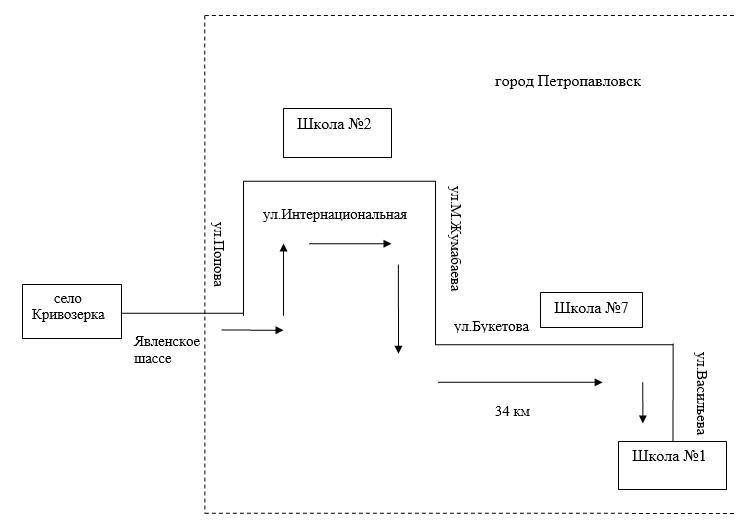 город Петропавловск
Школа №2
ул.Интернациональная
ул.Попова
ул.М.Жумабаева
село
Кривозерка
Явленское
шассе
Школа №7
ул.Букетова
ул.Васильева
34 км
Школа №1